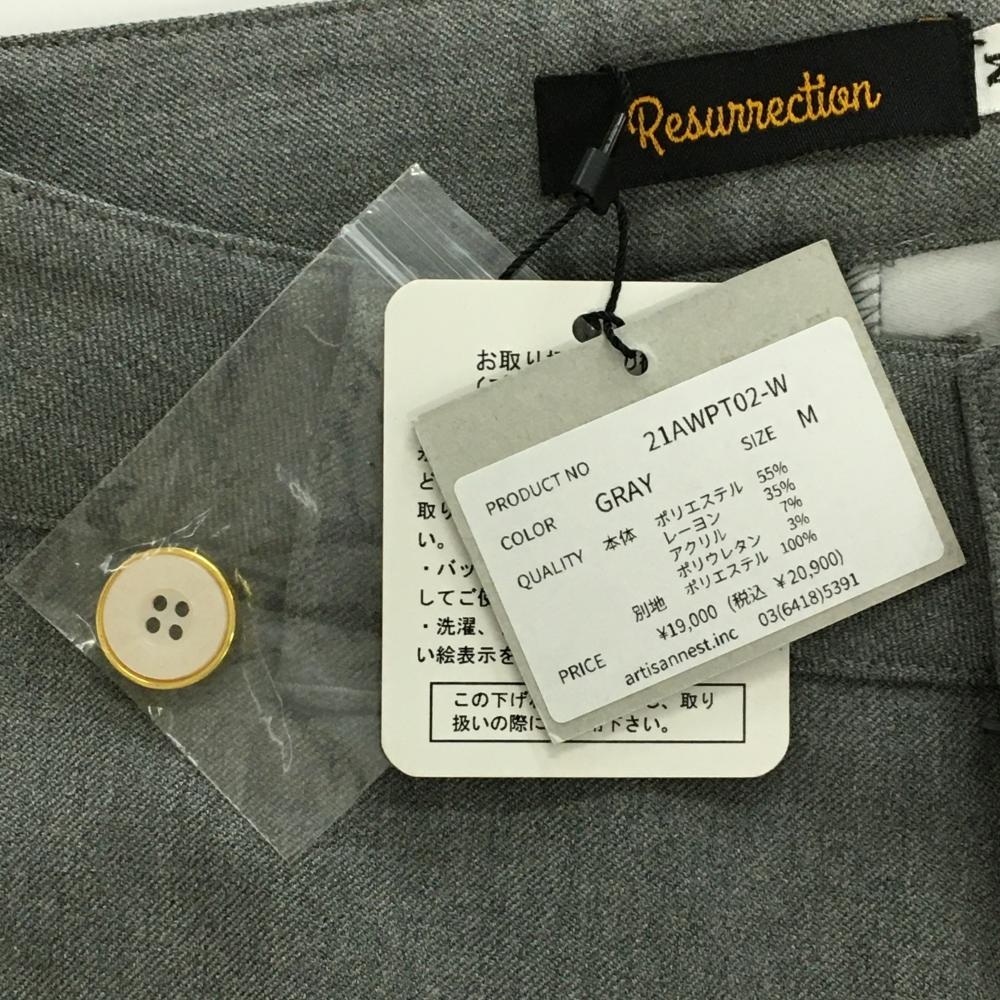 Resurrection
M
お取り
PRODUCT NO 21AWPT02-W
COLOR GRAY SIZE M
QUALITY 本体 ポリエステル 55%
レーヨン 35%
アクリル 7%
ポリウレタン 3%
別地 ポリエステル 100%
PRICE ¥19,000 (税込 ¥20,900)
artisannest.inc 03(6418)5391
ど
取り
い。
・バッ
してご使
・洗濯、
い絵表示を
この下げ 、取り
扱いの際に 下さい。